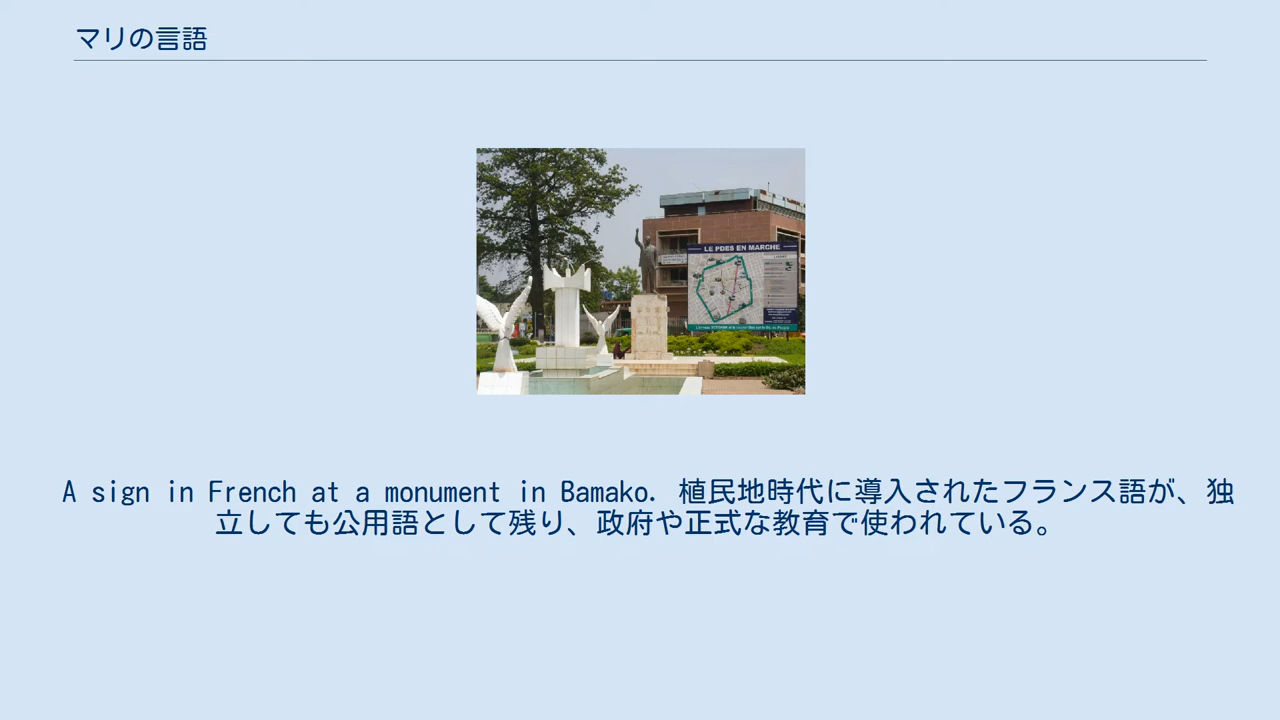 マリの言語
LE PDES EN MARCHE
A sign in French at a monument in Bamako. 植民地時代に導入されたフランス語が、独
立しても公用語として残り、政府や正式な教育で使われている。